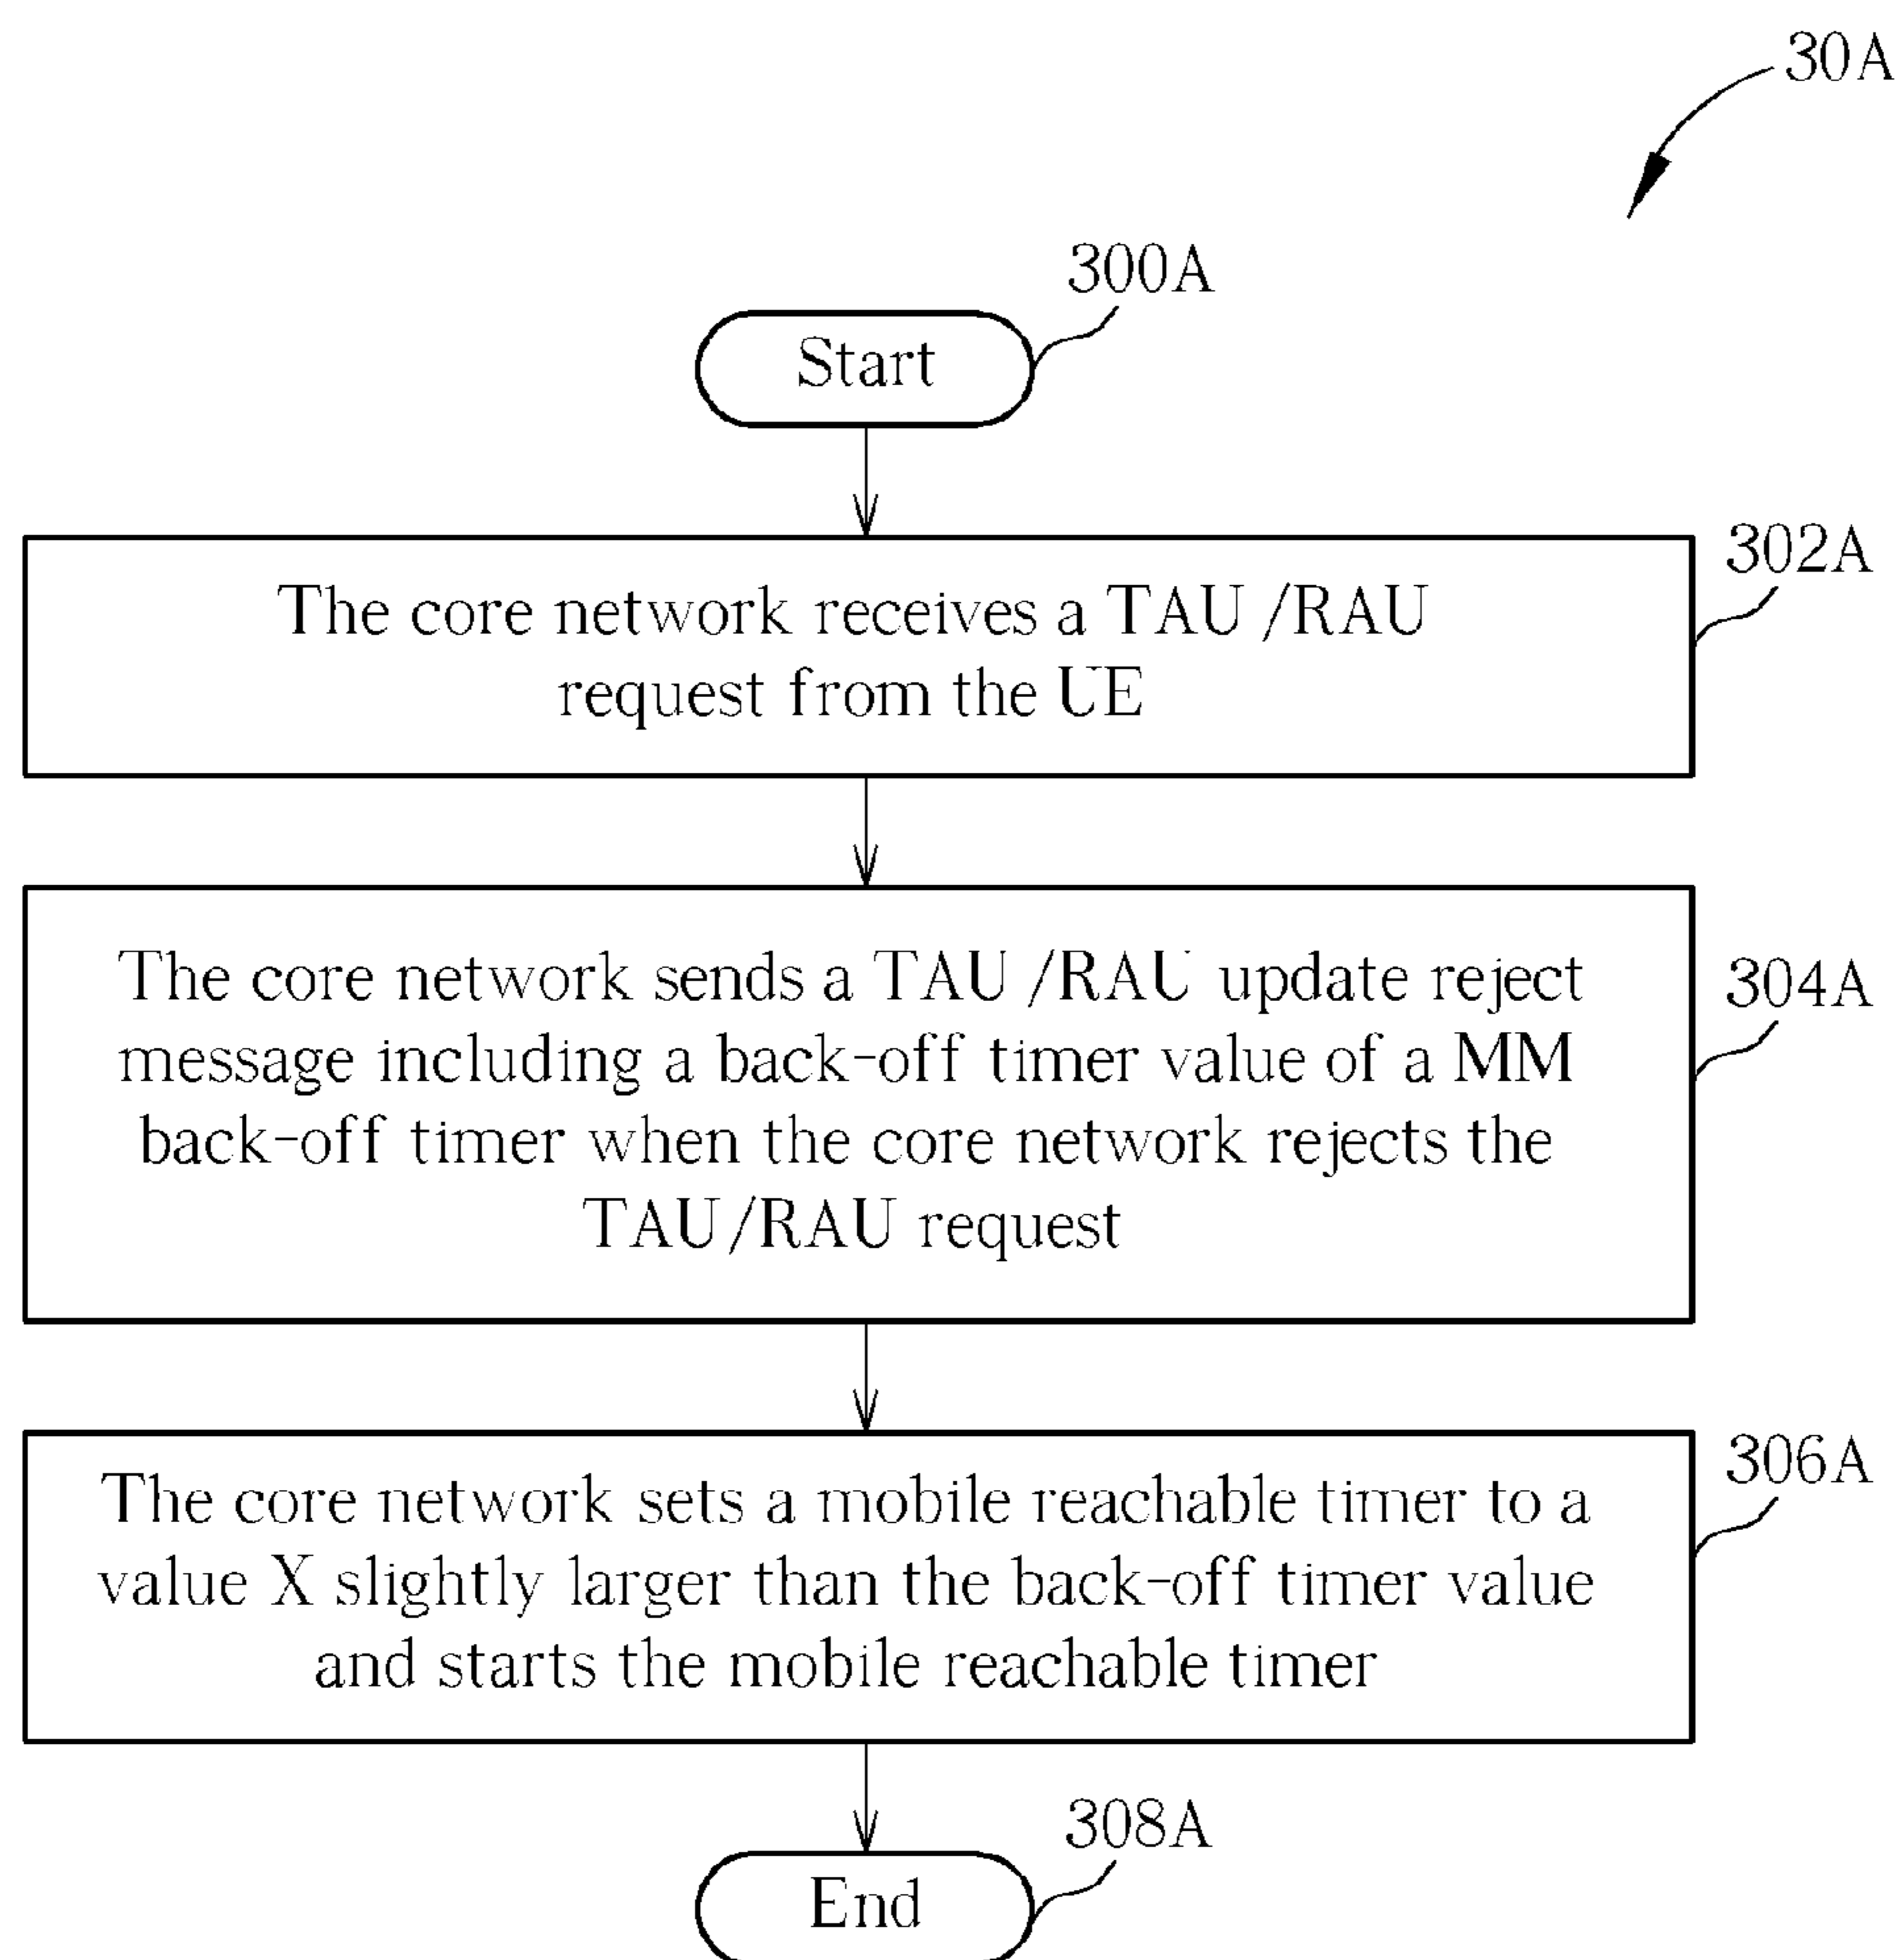 30A
300A
Start
302A
The core network receives a TAU /RAU
request from the UE
304A
The core network sends a TAU /RAU update reject
message including a back-off timer value of a MM
back-off timer when the core network rejects the
TAU/RAU request
306A
The core network sets a mobile reachable timer to a
value X slightly larger than the back-off timer value
and starts the mobile reachable timer
308A
End